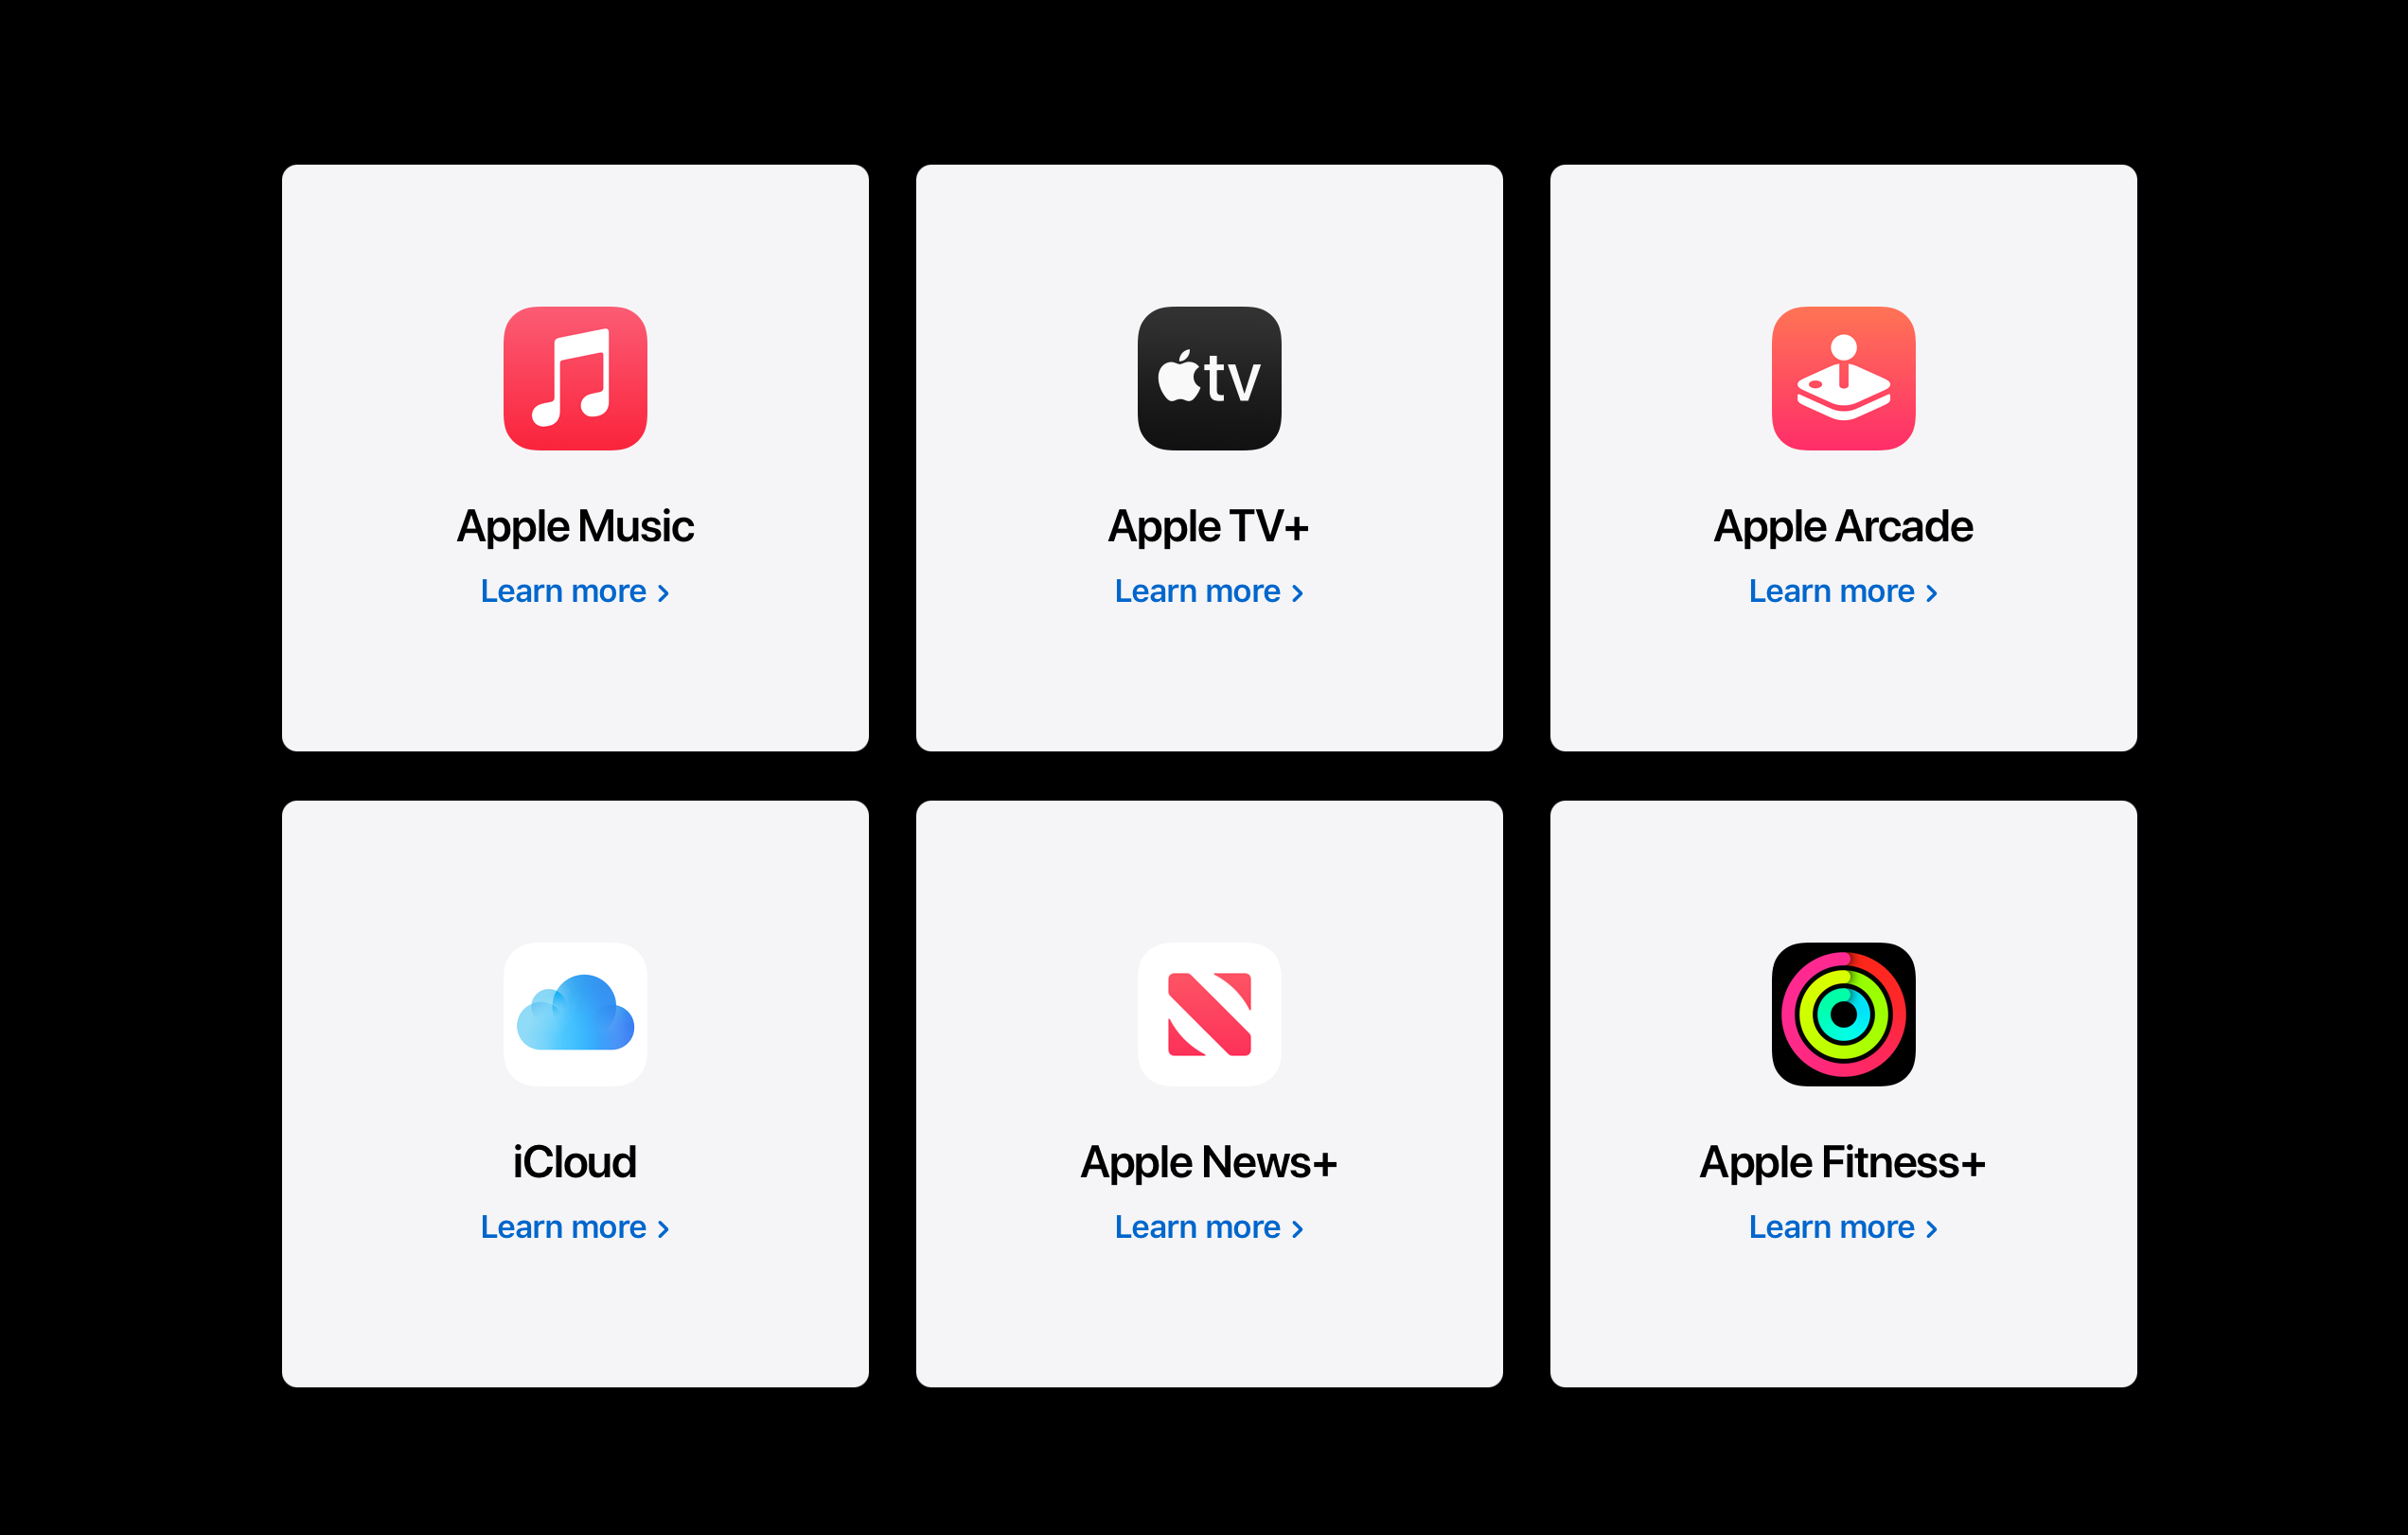 tv
Apple Music
Learn more >
Apple TV+
Learn more >
Apple Arcade
Learn more >
iCloud
Learn more >
Apple News+
Learn more >
Apple Fitness+
Learn more >